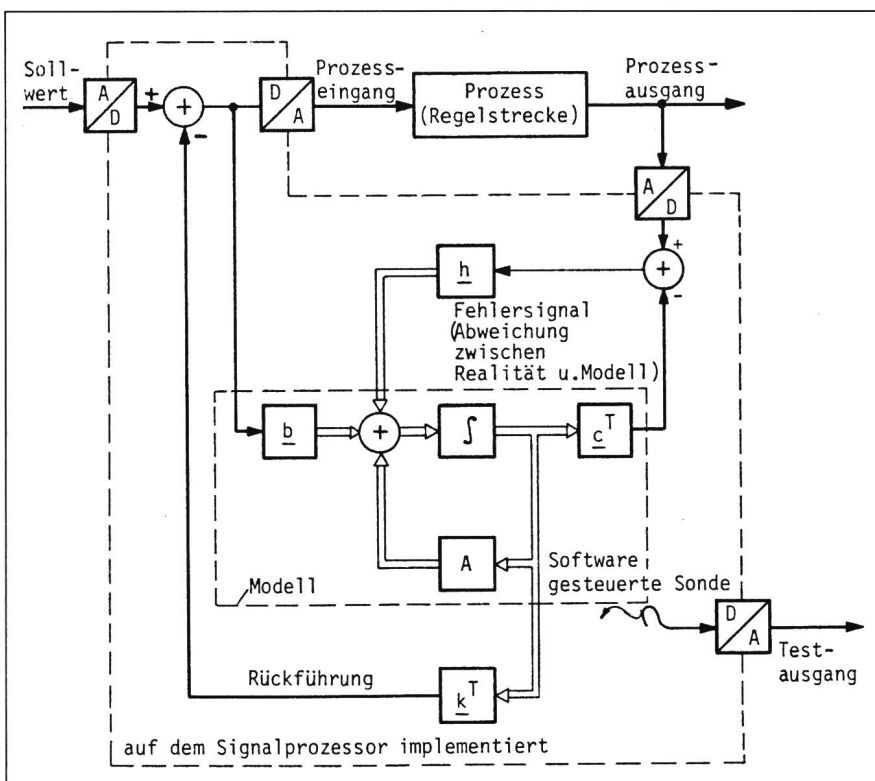 Soll-
wert
A
D
+
+
-
D
A
Prozess-
eingang
Prozess
(Regelstrecke)
Prozess-
ausgang
A
D
+
+
-
h
Fehlersignal
(Abweichung
zwischen
Realität u.Modell)
b
+
∫
c^T
A
Modell
Software
gesteuerte Sonde
D
A
Test-
ausgang
Rückführung
k^T
auf dem Signalprozessor implementiert